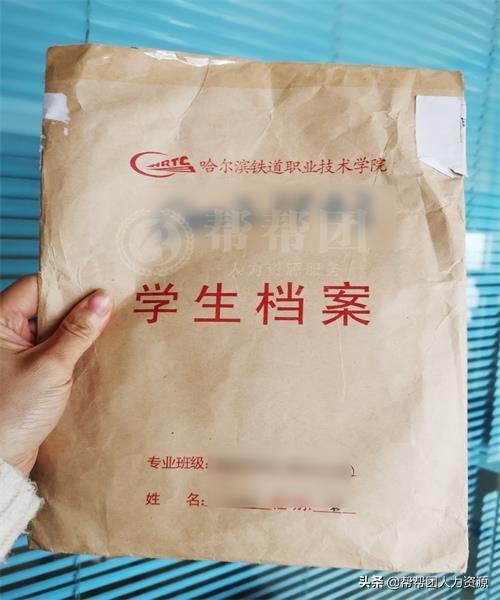 HRTC 哈尔滨铁道职业技术学院
帮帮团
人力资源服务
学生档案
专业班级:
姓 名:
头条 @帮帮团人力资源